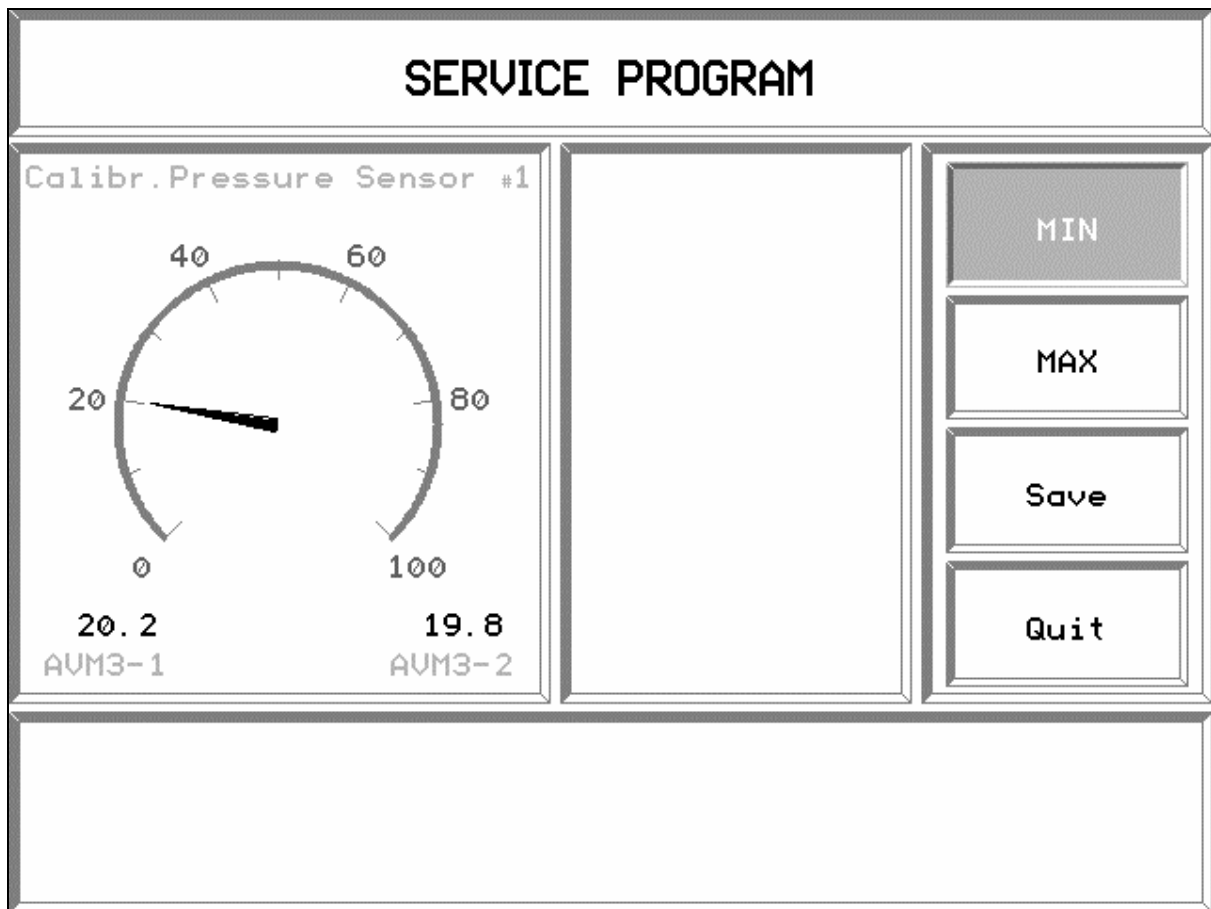 SERVICE PROGRAM
Calibr.Pressure Sensor #1
40 60
20 80
0 100
20.2 19.8
AVM3-1 AVM3-2
MIN
MAX
Save
Quit